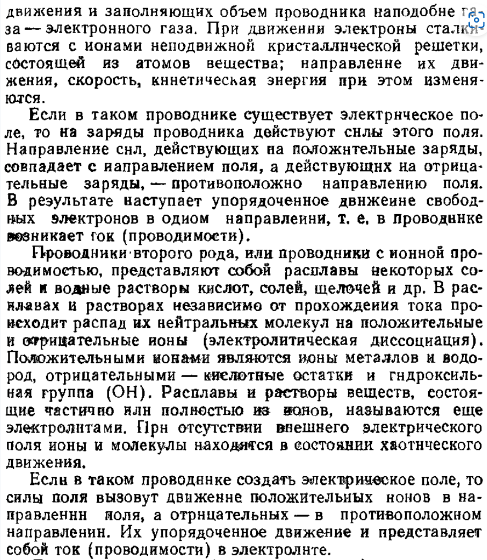 движения и заполняющих объем проводника наподобие га-
за — электронного газа. При движении электроны сталки-
ваются с ионами неподвижной кристаллической решетки,
состоящей из атомов вещества; направление их дви-
жения, скорость, кинетическая энергия при этом изменя-
ются.
Если в таком проводнике существует электрическое по-
ле, то на заряды проводника действуют силы этого поля.
Направление сил, действующих на положительные заряды,
совпадает с направлением поля, а действующих на отрица-
тельные заряды, — противоположно направлению поля.
В результате наступает упорядоченное движение свобод-
ных электронов в одном направлении, т. е. в проводнике
возникает ток (проводимости).
Проводники второго рода, или проводники с ионной про-
водимостью, представляют собой расплавы некоторых со-
лей и водные растворы кислот, солей, щелочей и др. В рас-
плавах и растворах независимо от прохождения тока про-
исходит распад их нейтральных молекул на положительные
и отрицательные ионы (электролитическая диссоциация).
Положительными ионами являются ионы металлов и водо-
род, отрицательными — кислотные остатки и гидроксиль-
ная группа (OH). Расплавы и растворы веществ, состоя-
щие частично или полностью из ионов, называются еще
электролитами. При отсутствии внешнего электрического
поля ионы и молекулы находятся в состоянии хаотического
движения.
Если в таком проводнике создать электрическое поле, то
силы поля вызовут движение положительных ионов в на-
правлении поля, а отрицательных — в противоположном
направлении. Их упорядоченное движение и представляет
собой ток (проводимости) в электролите.